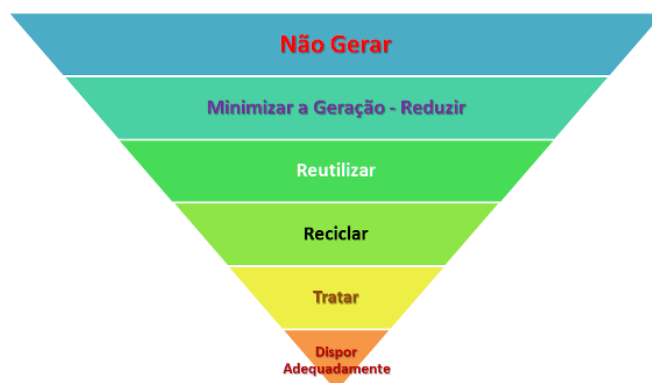 Não Gerar
Minimizar a Geração - Reduzir
Reutilizar
Reciclar
Tratar
Dispor
Adequadamente